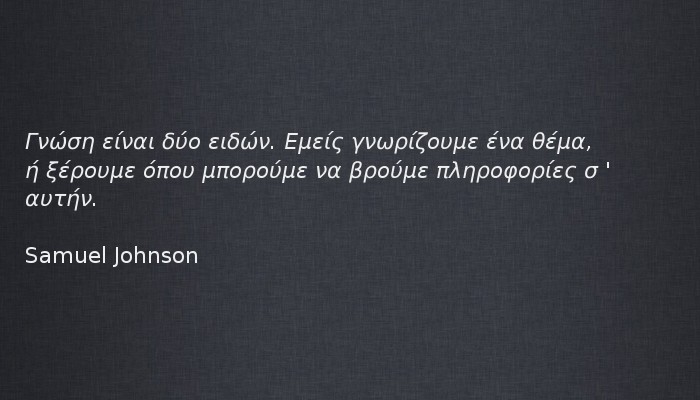 Γνώση είναι δύο ειδών. Εμείς γνωρίζουμε ένα θέμα,
ή ξέρουμε όπου μπορούμε να βρούμε πληροφορίες σ '
αυτήν.
Samuel Johnson